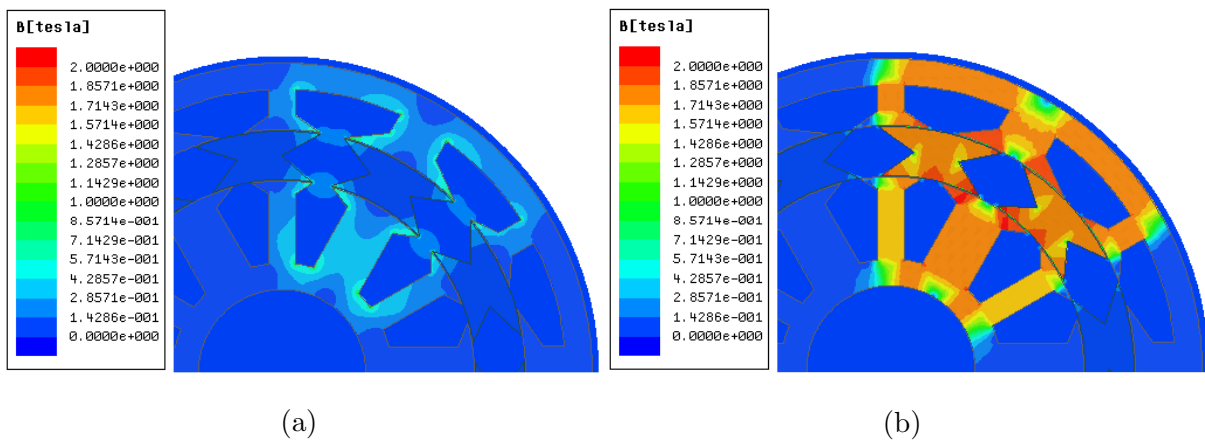 B[tesla]
2.0000e+000
1.8571e+000
1.7143e+000
1.5714e+000
1.4286e+000
1.2857e+000
1.1429e+000
1.0000e+000
8.5714e-001
7.1429e-001
5.7143e-001
4.2857e-001
2.8571e-001
1.4286e-001
0.0000e+000
(a)
B[tesla]
2.0000e+000
1.8571e+000
1.7143e+000
1.5714e+000
1.4286e+000
1.2857e+000
1.1429e+000
1.0000e+000
8.5714e-001
7.1429e-001
5.7143e-001
4.2857e-001
2.8571e-001
1.4286e-001
0.0000e+000
(b)